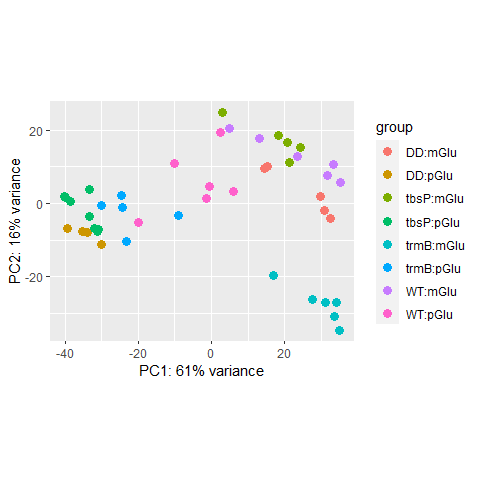 group
DD:mGlu
DD:pGlu
tbsP:mGlu
tbsP:pGlu
trmB:mGlu
trmB:pGlu
WT:mGlu
WT:pGlu
PC2: 16% variance
20
0
-20
-40
-20
0
20
PC1: 61% variance